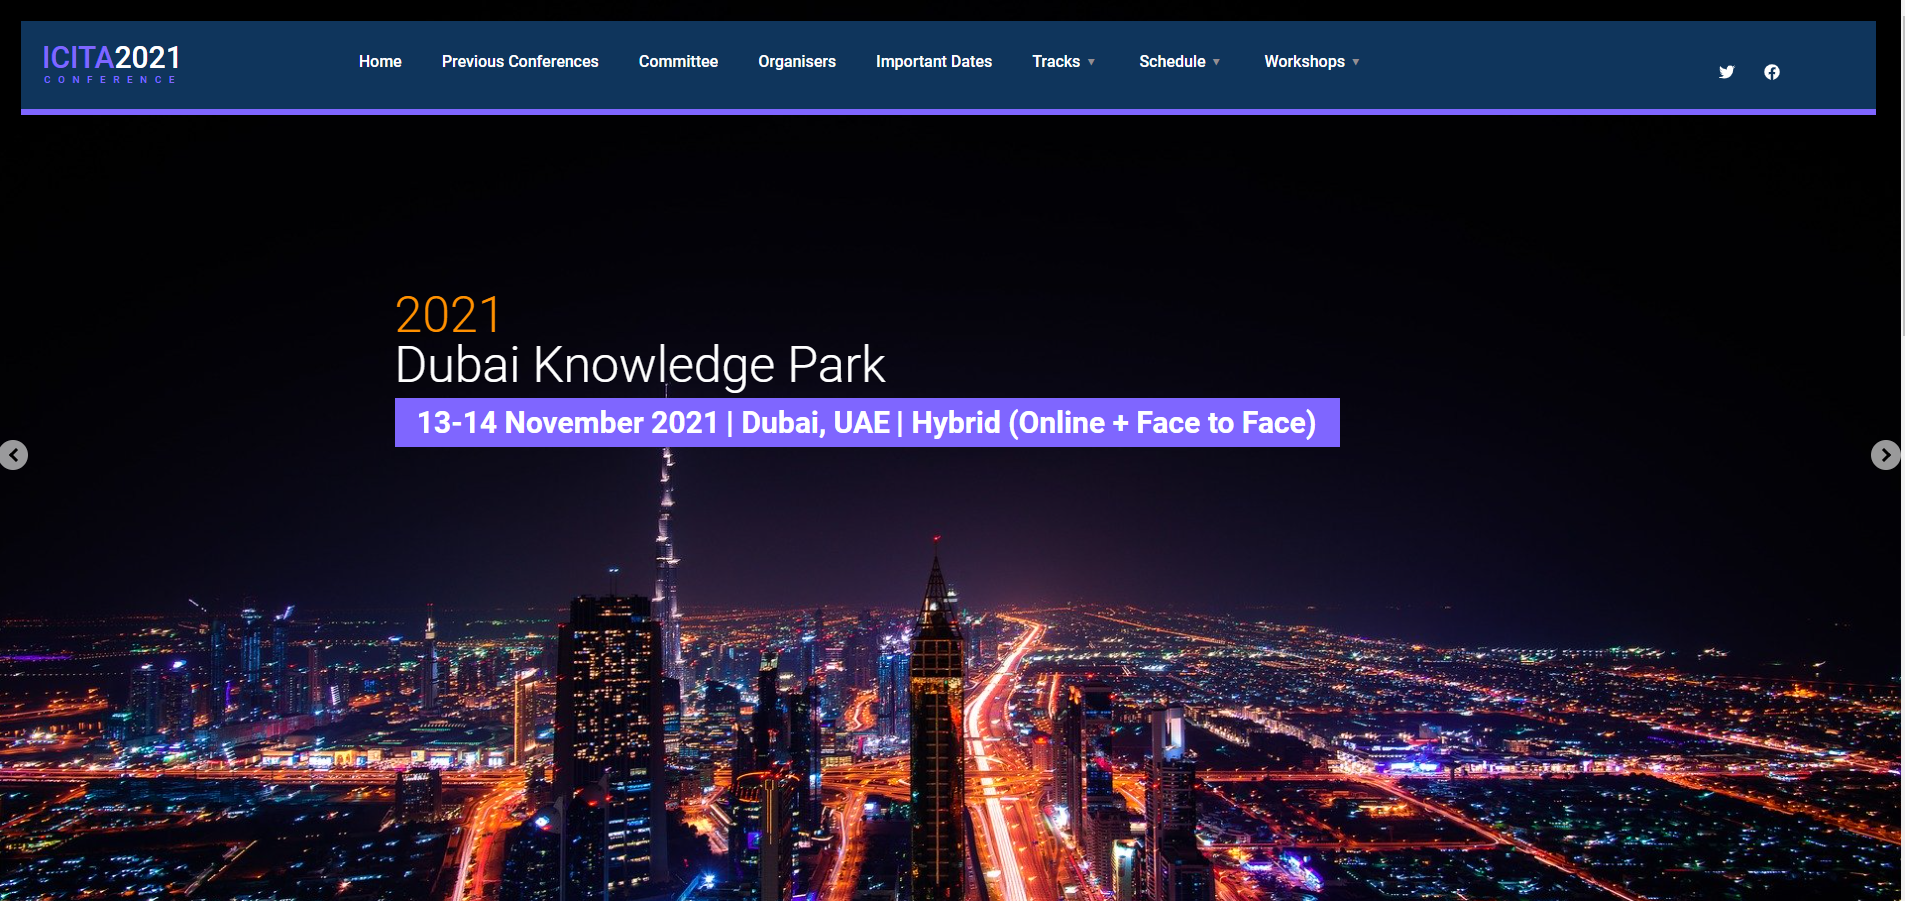 ICITA2021
CONFERENCE
Home Previous Conferences Committee Organisers Important Dates Tracks Schedule Workshops
2021
Dubai Knowledge Park
13-14 November 2021 | Dubai, UAE | Hybrid (Online + Face to Face)